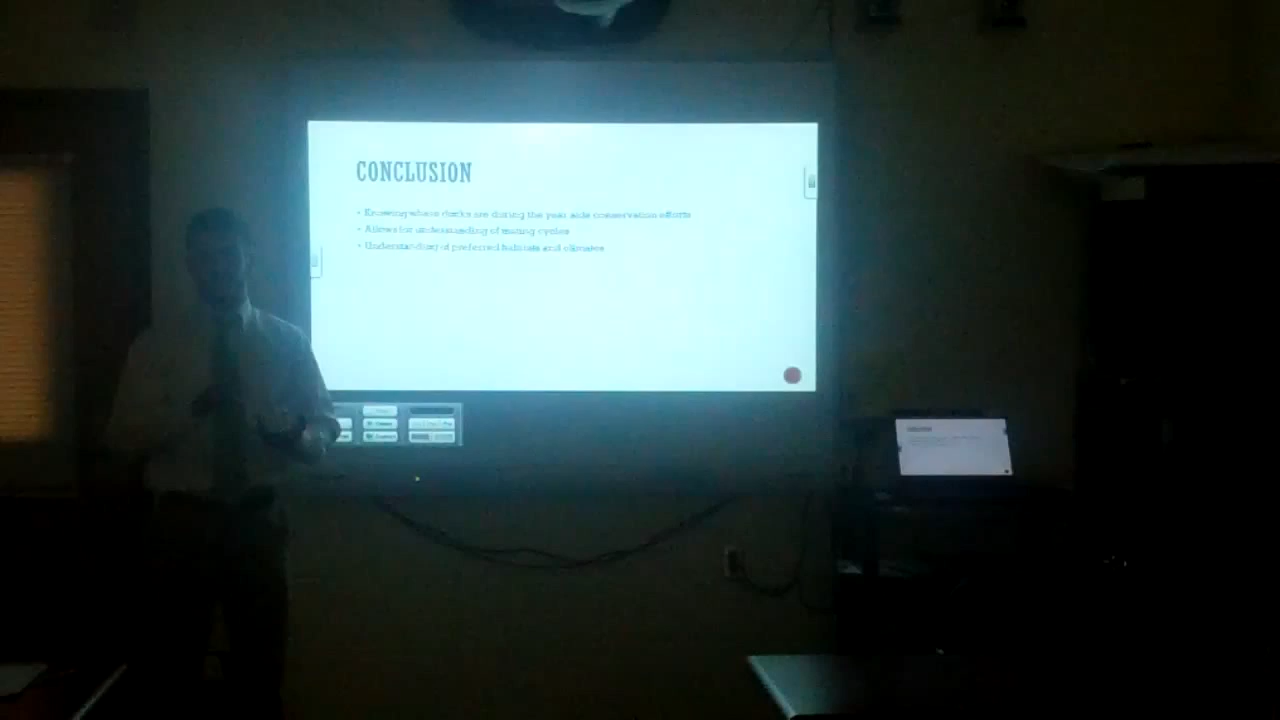 CONCLUSION
• Knowing where ducks are during the year aids conservation efforts
• Allows for understanding of mating cycles
• Understanding of preferred habitats and climates